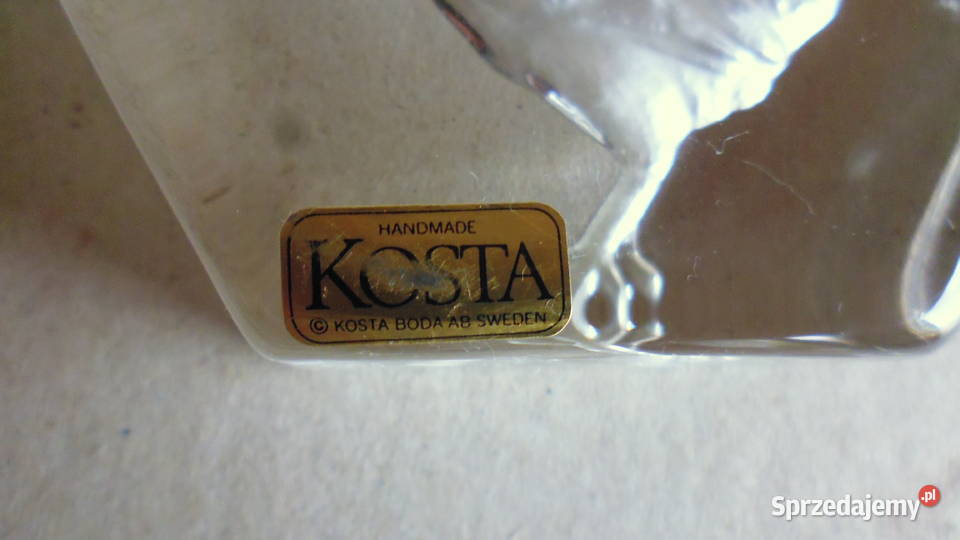 HANDMADE
KOSTA
© KOSTA BODA AB SWEDEN
Sprzedajemy.pl